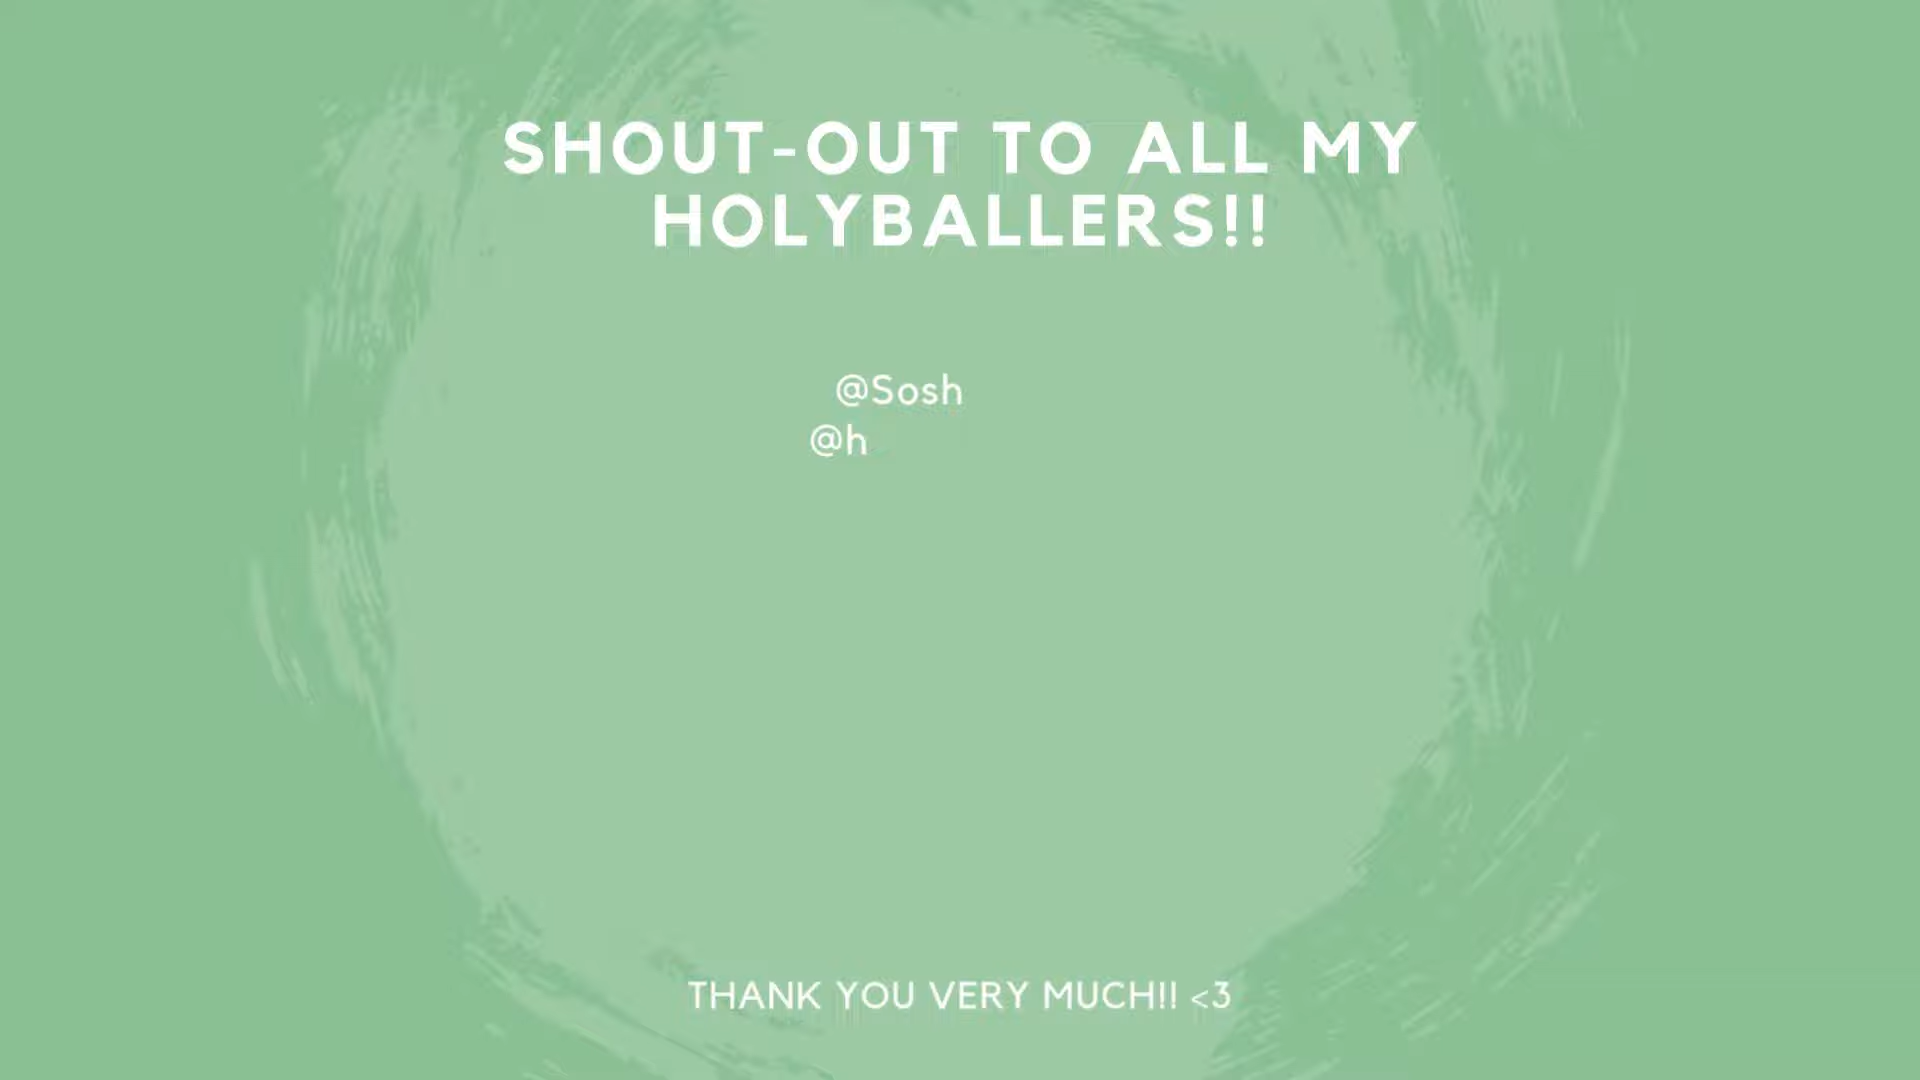 SHOUT-OUT TO ALL MY
HOLYBALLERS!!
@Sosh
@h
THANK YOU VERY MUCH!! <3